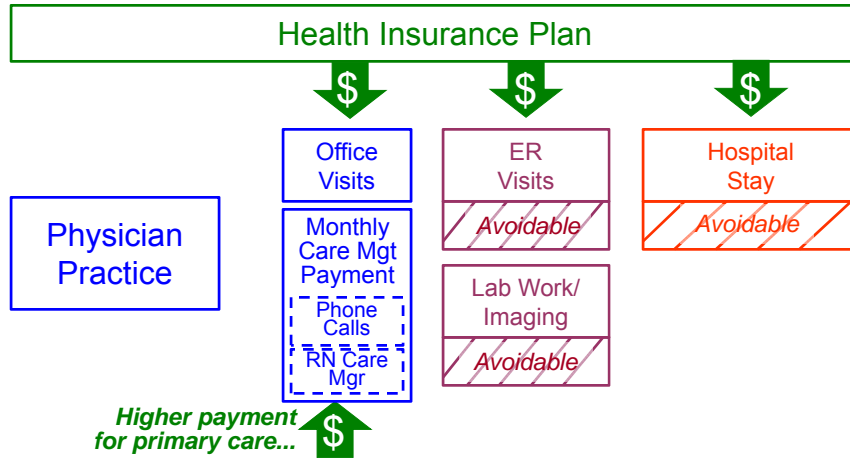 Health Insurance Plan
$
$
$
Office
Visits
ER
Visits
Avoidable
Hospital
Stay
Avoidable
Physician
Practice
Monthly
Care Mgt
Payment
Phone
Calls
RN Care
Mgr
Lab Work/
Imaging
Avoidable
Higher payment
for primary care...
$